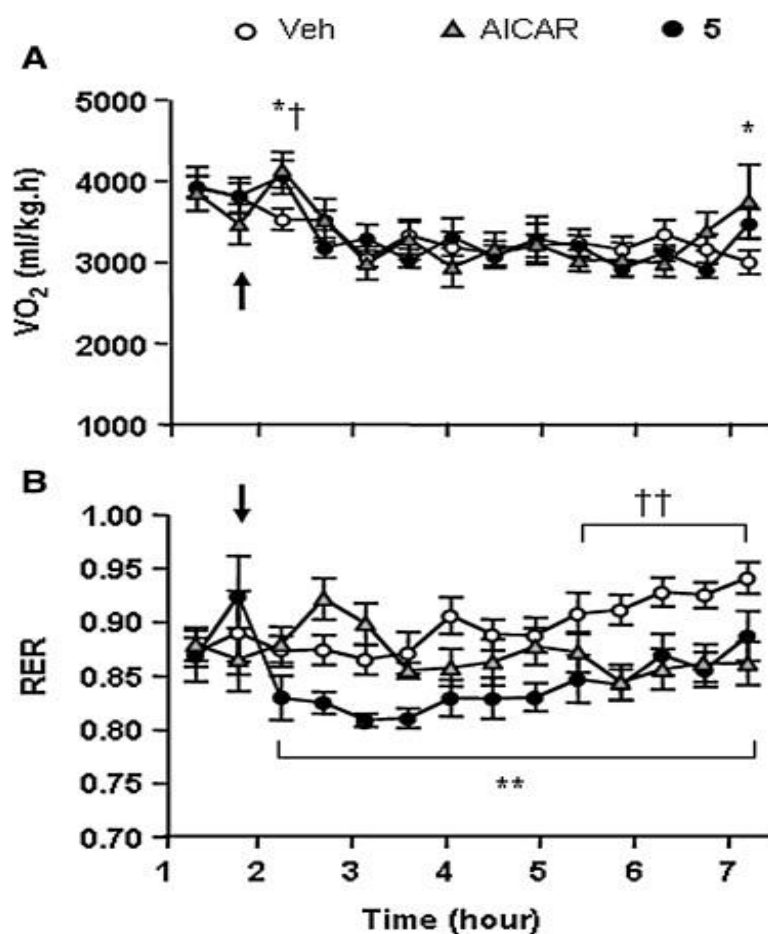 Veh AICAR 5
A
5000
*†
*
4000
3000
2000
1000
VO₂ (ml/kg.h)
B
1.00
††
0.95
0.90
0.85
0.80
**
0.75
0.70
RER
1 2 3 4 5 6 7
Time (hour)